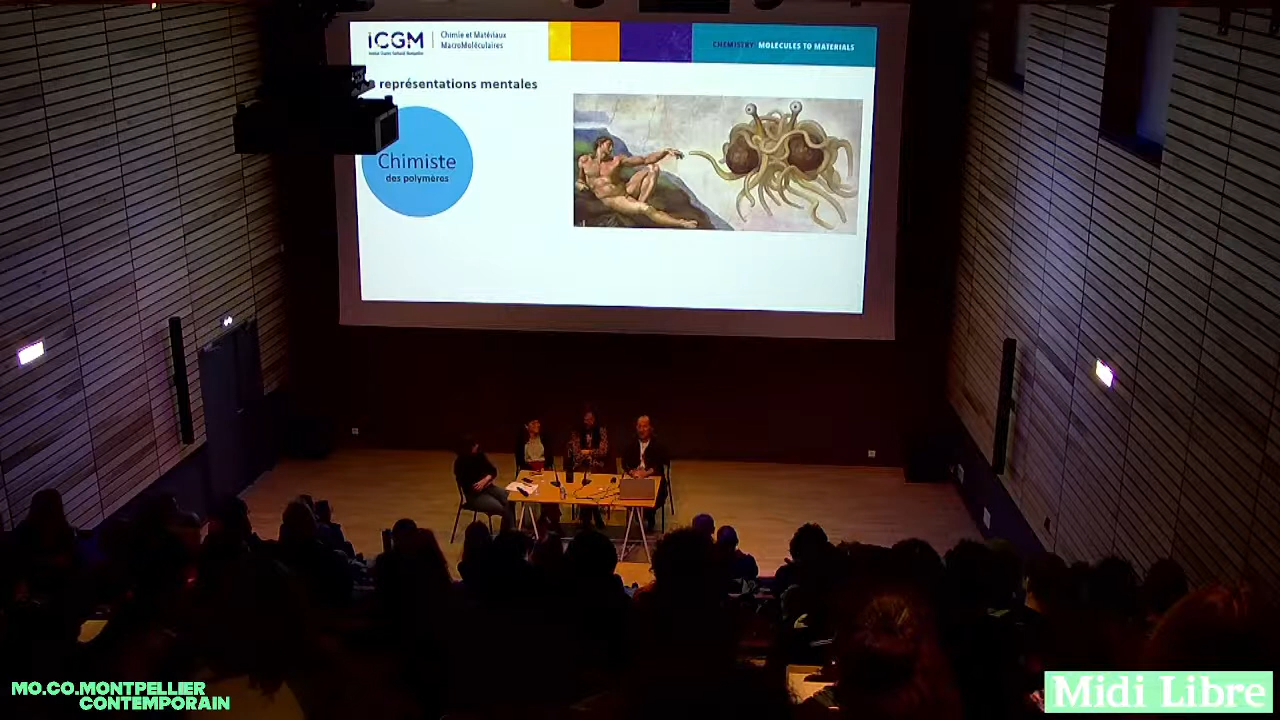 iCGM
Chimie et Matériaux
MacroMoléculaires
CHEMISTRY: MOLECULES TO MATERIALS
représentations mentales
Chimiste
des polymères
MO.CO.MONTPELLIER
CONTEMPORAIN
Midi Libre